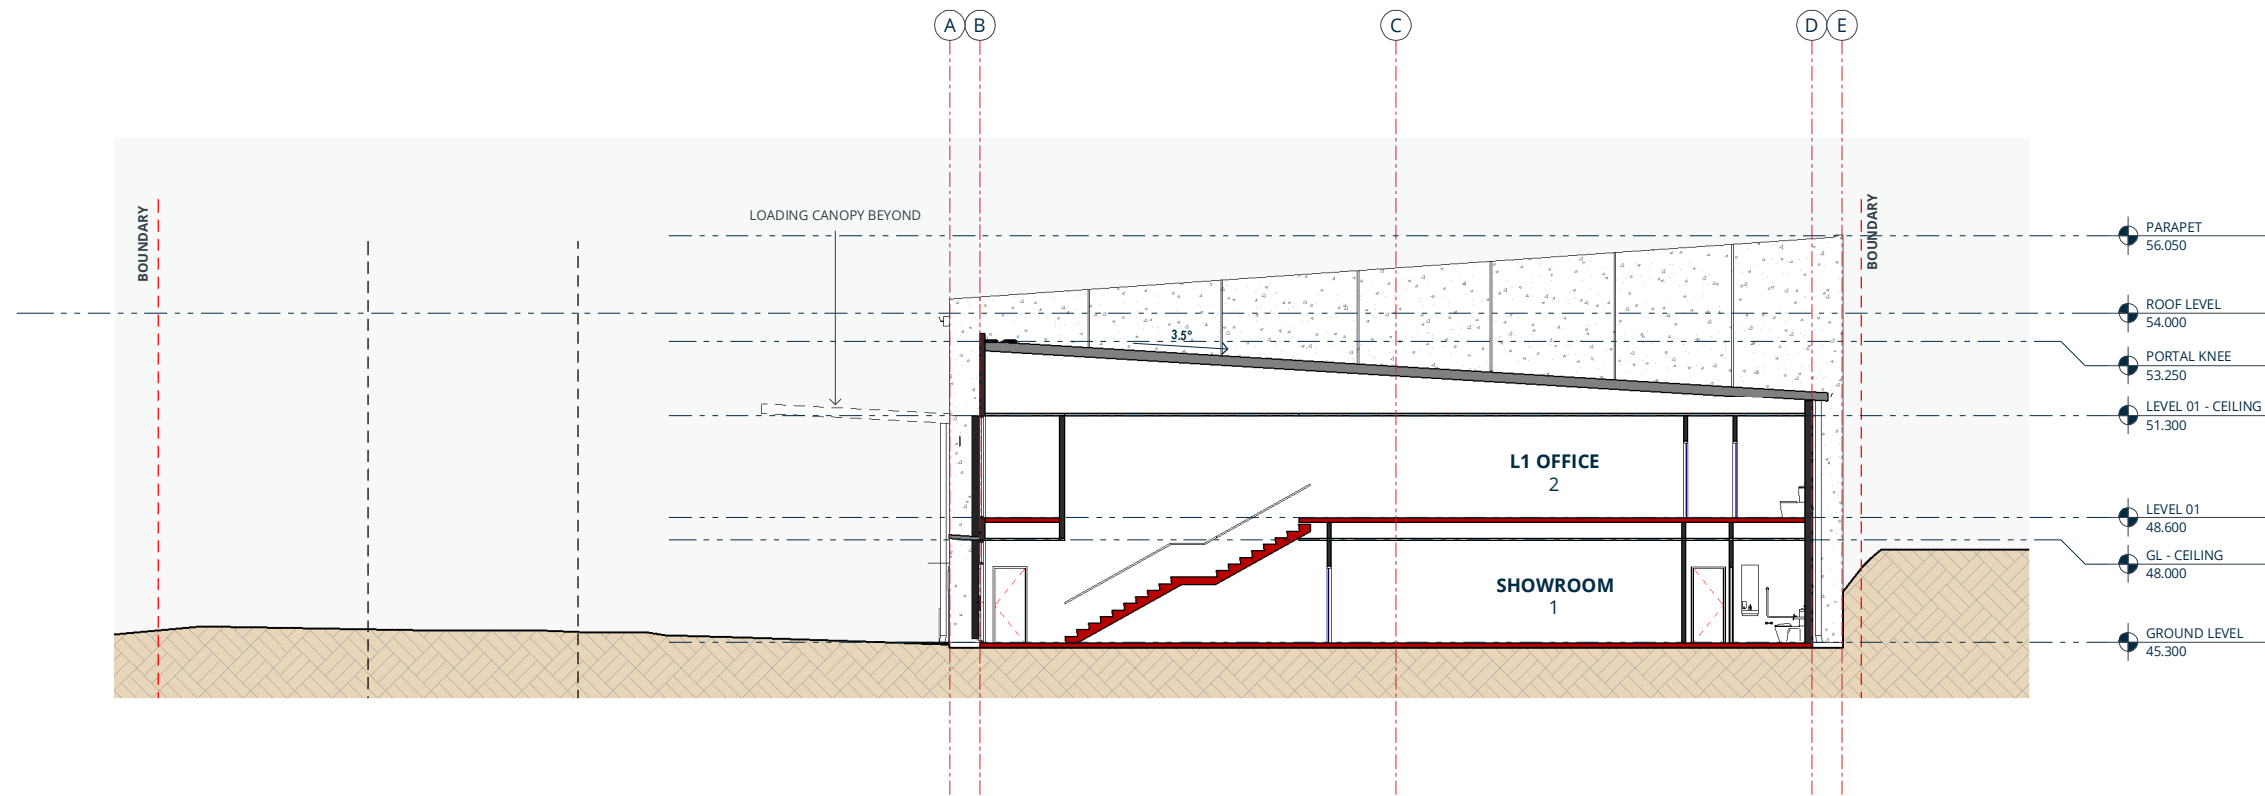 A
B
C
D
E
BOUNDARY
LOADING CANOPY BEYOND
BOUNDARY
PARAPET
56.050
ROOF LEVEL
54.000
3.5°
PORTAL KNEE
53.250
LEVEL 01 - CEILING
51.300
L1 OFFICE
2
LEVEL 01
48.600
GL - CEILING
48.000
SHOWROOM
1
GROUND LEVEL
45.300